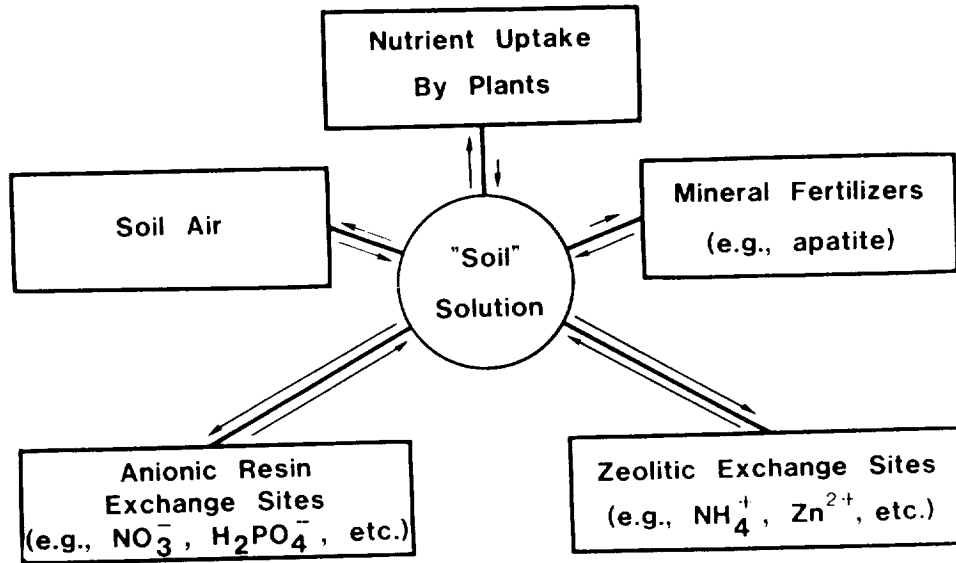 Nutrient Uptake
By Plants
Soil Air
Mineral Fertilizers
(e.g., apatite)
"Soil"
Solution
Anionic Resin
Exchange Sites
(e.g., NO₃⁻, H₂PO₄⁻, etc.)
Zeolitic Exchange Sites
(e.g., NH₄⁺, Zn²⁺, etc.)